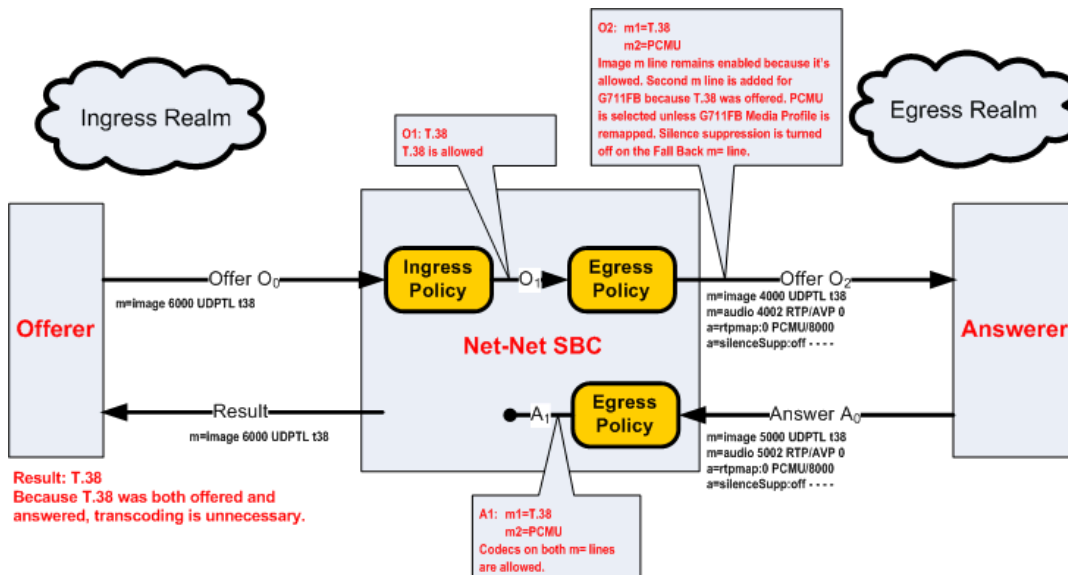 O2: m1=T.38
m2=PCMU
Image m line remains enabled because it's
allowed. Second m line is added for
G711FB because T.38 was offered. PCMU
is selected unless G711FB Media Profile is
remapped. Silence suppression is turned
off on the Fall Back m= line.
Ingress Realm
Egress Realm
O1: T.38
T.38 is allowed
Offerer
Offer O0
m=image 6000 UDPTL t38
Ingress
Policy
O1
Egress
Policy
Offer O2
m=image 4000 UDPTL t38
m=audio 4002 RTP/AVP 0
a=rtpmap:0 PCMU/8000
a=silenceSupp:off - - - -
Answerer
Net-Net SBC
Result
m=image 6000 UDPTL t38
A1
Egress
Policy
Answer A0
m=image 5000 UDPTL t38
m=audio 5002 RTP/AVP 0
a=rtpmap:0 PCMU/8000
a=silenceSupp:off - - - -
Result: T.38
Because T.38 was both offered and
answered, transcoding is unnecessary.
A1: m1=T.38
m2=PCMU
Codecs on both m= lines
are allowed.